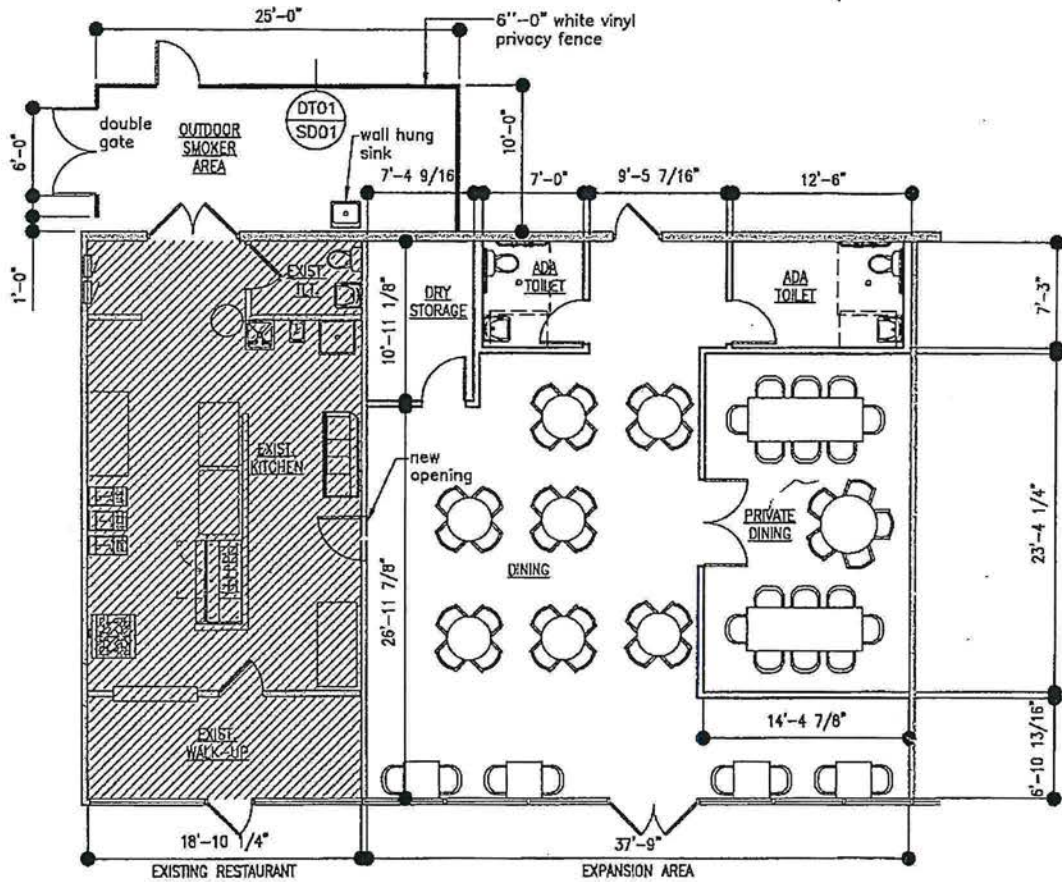 25'-0"
6''-0" white vinyl
privacy fence
DT01
SD01
double
gate
OUTDOOR
SMOKER
AREA
wall hung
sink
6'-0"
10'-0"
7'-4 9/16
7'-0"
9'-5 7/16"
12'-6"
1'-0"
EXIST.
TLT.
DRY
STORAGE
10'-11 1/8"
ADA
TOILET
ADA
TOILET
7'-3"
EXIST.
KITCHEN
new
opening
PRIVATE
DINING
23'-4 1/4"
DINING
26'-11 7/8"
14'-4 7/8"
6'-10 13/16"
EXIST.
WALK-UP
18'-10 1/4"
37'-9"
EXISTING RESTAURANT
EXPANSION AREA